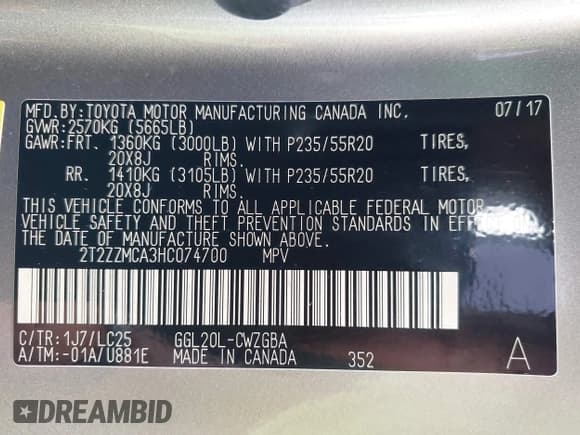 MFD.BY:TOYOTA MOTOR MANUFACTURING CANADA INC. 07/17
GVWR:2570KG (5665LB)
GAWR:FRT. 1360KG (3000LB) WITH P235/55R20 TIRES,
20X8J RIMS.
RR. 1410KG (3105LB) WITH P235/55R20 TIRES,
20X8J RIMS.
THIS VEHICLE CONFORMS TO ALL APPLICABLE FEDERAL MOTOR
VEHICLE SAFETY AND THEFT PREVENTION STANDARDS IN EFFECT ON
THE DATE OF MANUFACTURE SHOWN ABOVE.
2T2ZZMCA3HC074700 MPV
C/TR:1J7/LC25 GGL20L-CWZGBA
A/TM:-01A/U881E MADE IN CANADA 352 A
DREAMBID